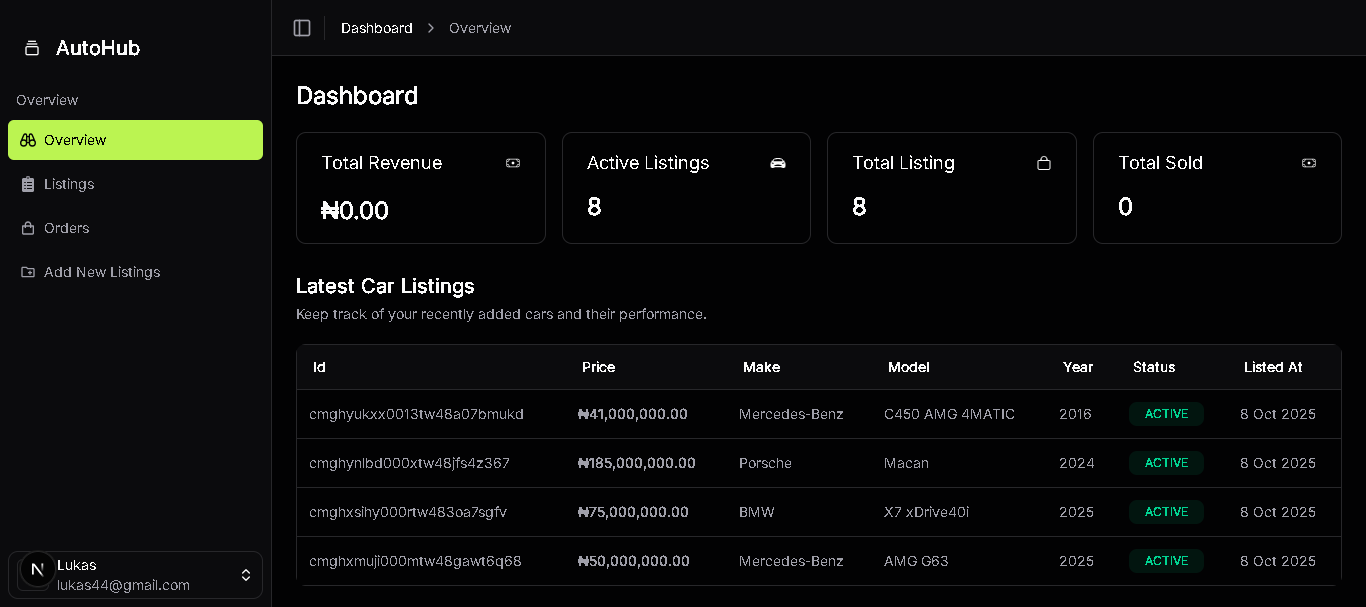 AutoHub
Overview
Overview
Listings
Orders
Add New Listings
N
Lukas
lukas44@gmail.com
Dashboard > Overview
Dashboard
Total Revenue
₦0.00
Active Listings
8
Total Listing
8
Total Sold
0
Latest Car Listings
Keep track of your recently added cars and their performance.
Id Price Make Model Year Status Listed At
cmghyukxx0013tw48a07bmukd ₦41,000,000.00 Mercedes-Benz C450 AMG 4MATIC 2016 ACTIVE 8 Oct 2025
cmghynlbd000xtw48jfs4z367 ₦185,000,000.00 Porsche Macan 2024 ACTIVE 8 Oct 2025
cmghxsihy000rtw483oa7sgfv ₦75,000,000.00 BMW X7 xDrive40i 2025 ACTIVE 8 Oct 2025
cmghxmuji000mtw48gawt6q68 ₦50,000,000.00 Mercedes-Benz AMG G63 2025 ACTIVE 8 Oct 2025